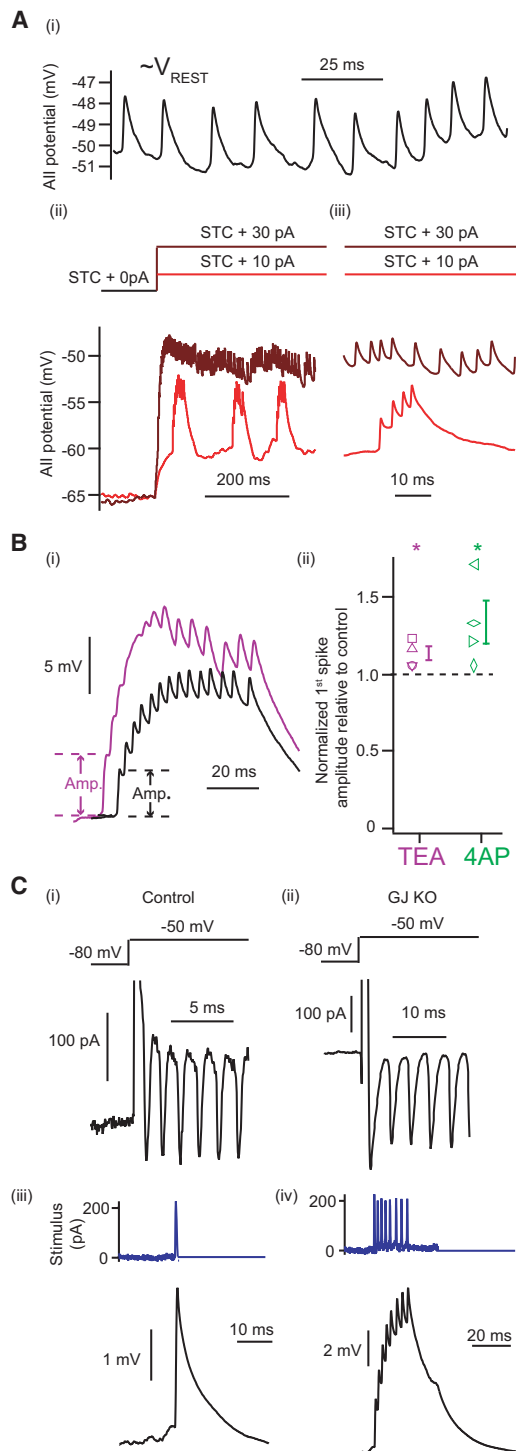 A
(i)
~VREST
25 ms
AII potential (mV)
-47
-48
-49
-50
-51
(ii)
(iii)
STC + 30 pA
STC + 10 pA
STC + 0pA
STC + 30 pA
STC + 10 pA
AII potential (mV)
-50
-55
-60
-65
200 ms
10 ms
B
(i)
5 mV
Amp.
Amp.
20 ms
(ii)
* *
Normalized 1st spike
amplitude relative to control
1.5
1.0
0.5
0
TEA
4AP
C
(i)
Control
-50 mV
-80 mV
5 ms
100 pA
(ii)
GJ KO
-50 mV
-80 mV
100 pA
10 ms
(iii)
Stimulus
(pA)
200
0
10 ms
1 mV
(iv)
200
0
20 ms
2 mV